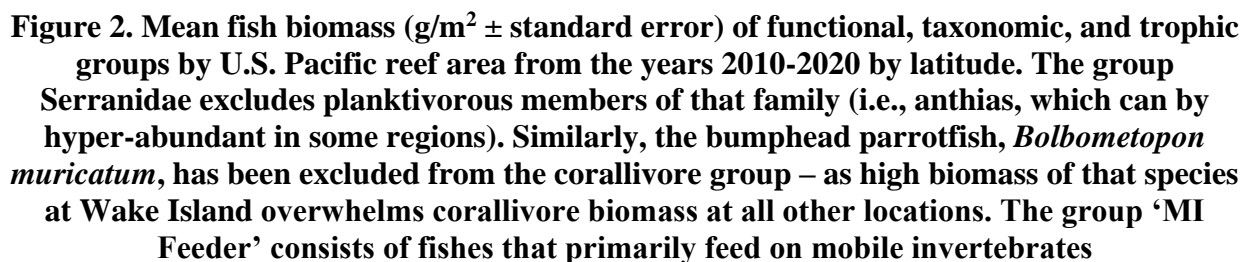 Figure 2. Mean fish biomass (g/m² ± standard error) of functional, taxonomic, and trophic
groups by U.S. Pacific reef area from the years 2010-2020 by latitude. The group
Serranidae excludes planktivorous members of that family (i.e., anthias, which can by
hyper-abundant in some regions). Similarly, the bumphead parrotfish, Bolbometopon
muricatum, has been excluded from the corallivore group – as high biomass of that species
at Wake Island overwhelms corallivore biomass at all other locations. The group ‘MI
Feeder’ consists of fishes that primarily feed on mobile invertebrates